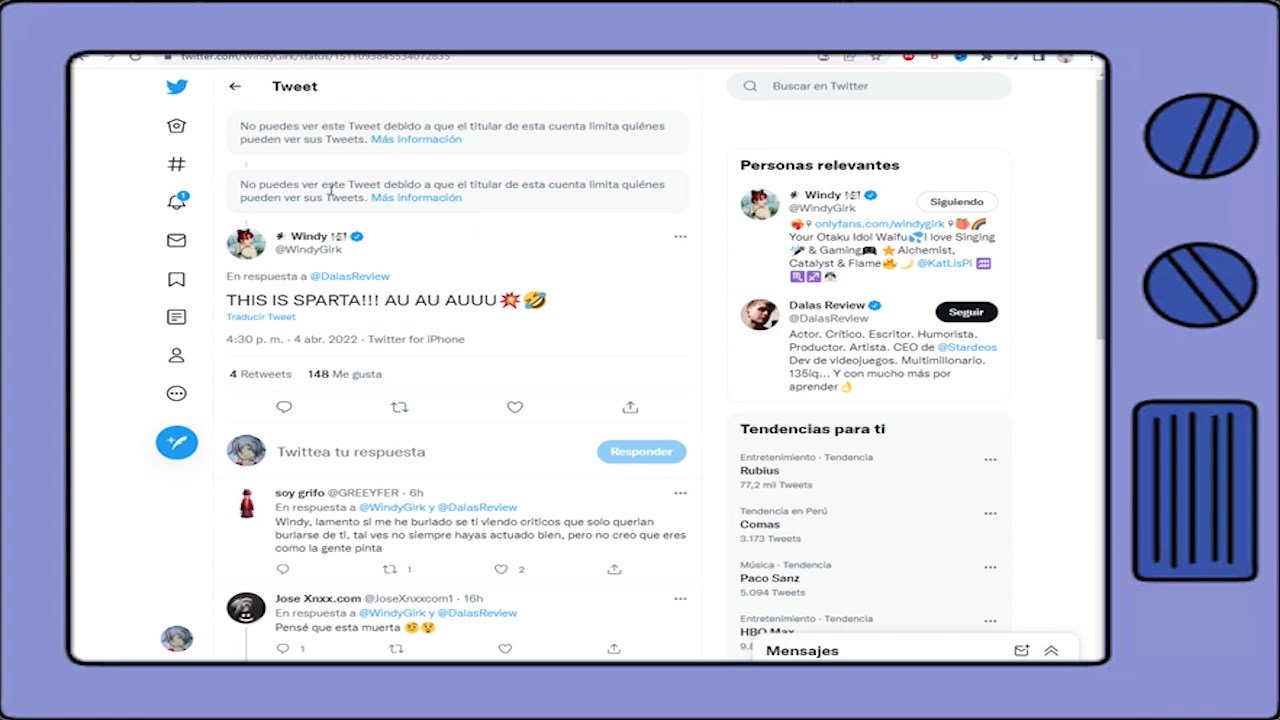 Tweet
No puedes ver este Tweet debido a que el titular de esta cuenta limita quiénes
pueden ver sus Tweets. Más información
No puedes ver este Tweet debido a que el titular de esta cuenta limita quiénes
pueden ver sus Tweets. Más información
Windy
@WindyGirk
En respuesta a @DalasReview
THIS IS SPARTA!!! AU AU AUUU💥🤣
Traducir Tweet
4:30 p. m. · 4 abr. 2022 · Twitter for iPhone
4 Retweets 148 Me gusta
Twittea tu respuesta
Responder
soy grifo @GREEYFER · 6h
En respuesta a @WindyGirk y @DalasReview
Windy, lamento si me he burlado se ti viendo criticos que solo querian
burlarse de ti, tal ves no siempre hayas actuado bien, pero no creo que eres
como la gente pinta
1 2
Jose Xnxx.com @JoseXnxxcom1 · 16h
En respuesta a @WindyGirk y @DalasReview
Pensé que esta muerta 🤨😲
1
1
Buscar en Twitter
Personas relevantes
Windy
@WindyGirk
Siguiendo
onlyfans.com/windygirk
Your Otaku Idol Waifu💦I love Singing
🎤 & Gaming🎮 ⭐Alchemist,
Catalyst & Flame🔥🌙 @KatLisPi ♒
♏♐
Dalas Review
@DalasReview
Seguir
Actor. Crítico. Escritor. Humorista.
Productor. Artista. CEO de @Stardeos
Dev de videojuegos. Multimillonario.
135iq... Y con mucho más por
aprender👌
Tendencias para ti
Entretenimiento · Tendencia
Rubius
77,2 mil Tweets
Tendencia en Perú
Comas
3.173 Tweets
Música · Tendencia
Paco Sanz
5.094 Tweets
Entretenimiento · Tendencia
HBO Max
Mensajes